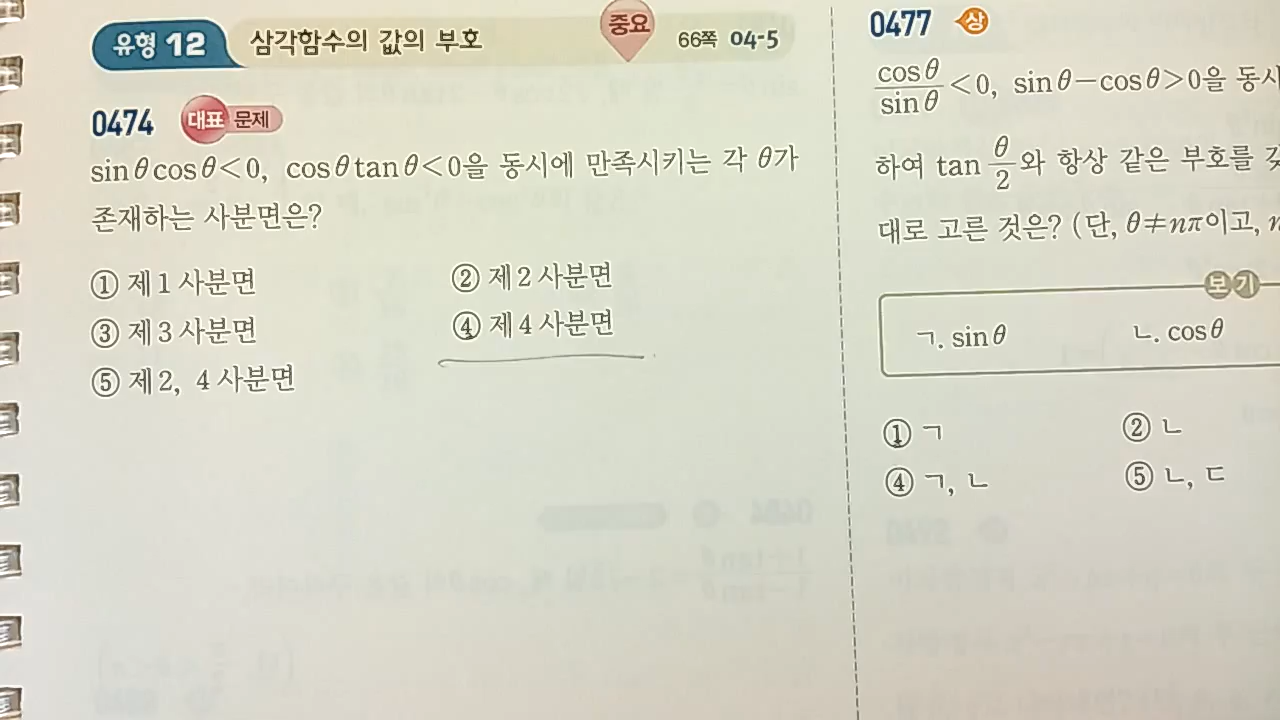 유형 12 삼각함수의 값의 부호 중요 66쪽 04-5
0474 대표 문제
sinθcosθ<0, cosθtanθ<0을 동시에 만족시키는 각 θ가
존재하는 사분면은?
① 제1사분면 ② 제2사분면
③ 제3사분면 ④ 제4사분면
⑤ 제2, 4사분면
0477 상
cosθ/sinθ<0, sinθ-cosθ>0을 동시
하여 tan θ/2와 항상 같은 부호를 갖
대로 고른 것은? (단, θ≠nπ이고, n
보기
ㄱ. sinθ ㄴ. cosθ
① ㄱ ② ㄴ
④ ㄱ, ㄴ ⑤ ㄴ, ㄷ